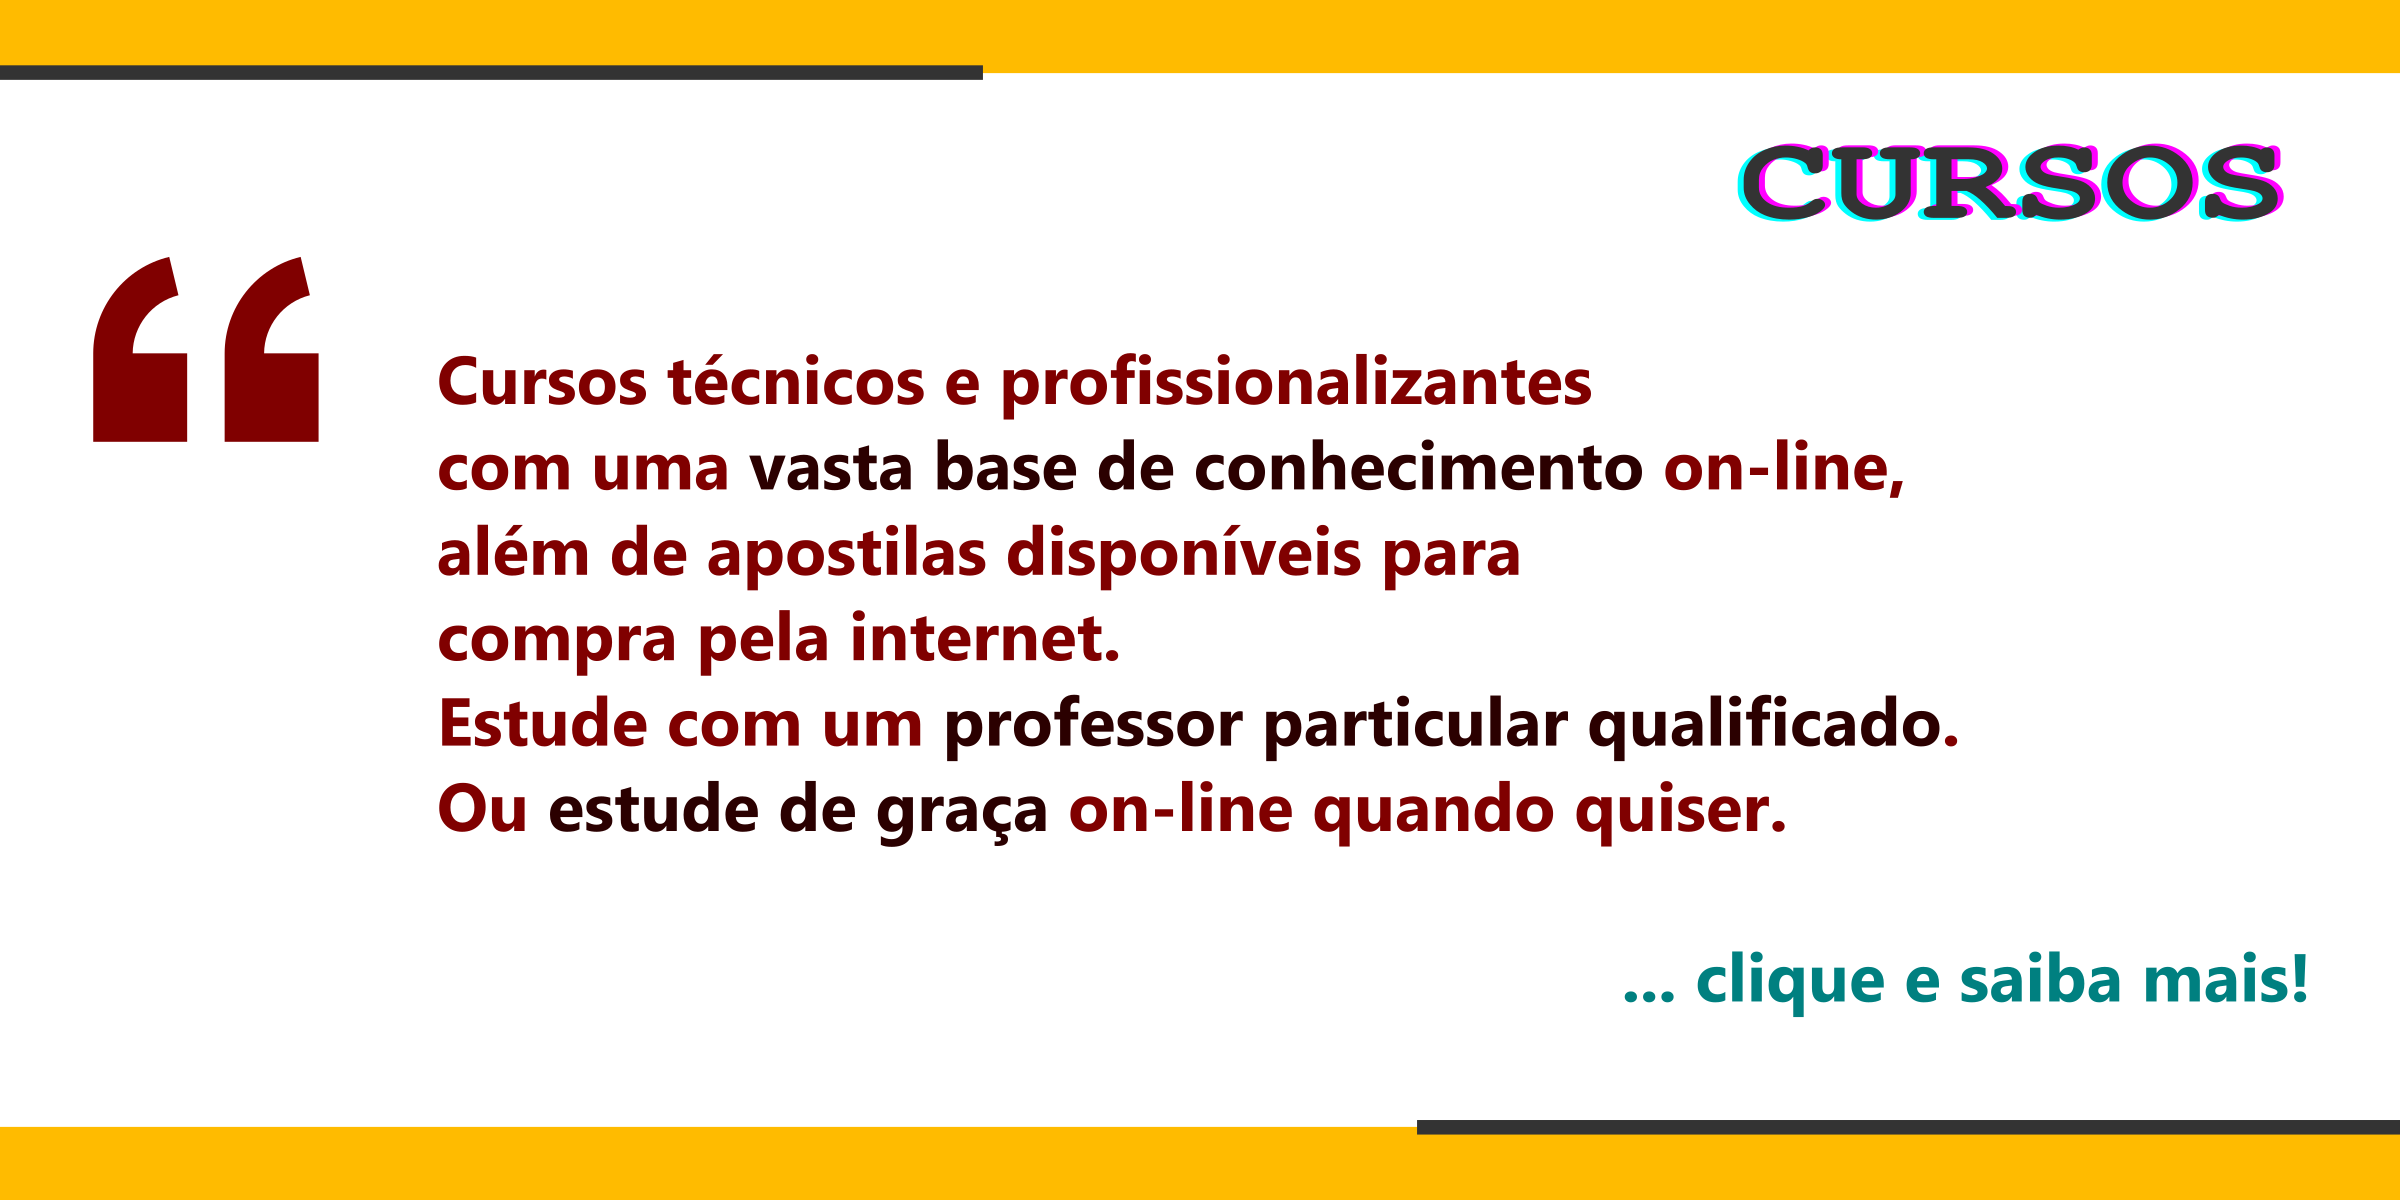 CURSOS
“
Cursos técnicos e profissionalizantes
com uma vasta base de conhecimento on-line,
além de apostilas disponíveis para
compra pela internet.
Estude com um professor particular qualificado.
Ou estude de graça on-line quando quiser.
... clique e saiba mais!